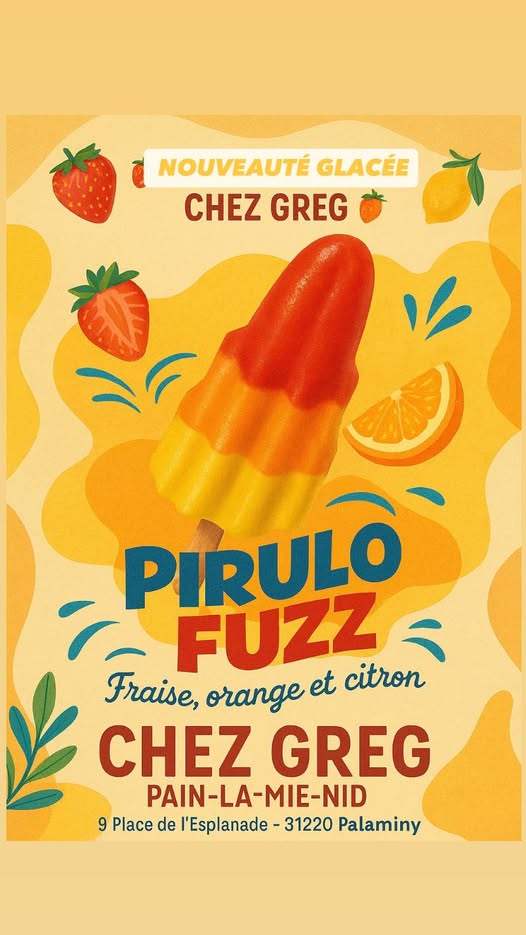 NOUVEAUTÉ GLACÉE
CHEZ GREG
PIRULO
FUZZ
Fraise, orange et citron
CHEZ GREG
PAIN-LA-MIE-NID
9 Place de l'Esplanade - 31220 Palaminy